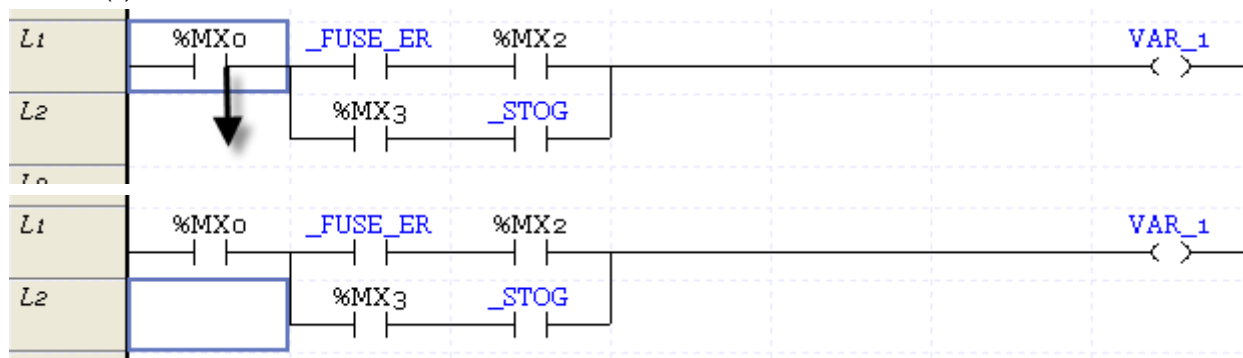 L1 %MX0 _FUSE_ER %MX2 VAR_1
L2 %MX3 _STOG
L1 %MX0 _FUSE_ER %MX2 VAR_1
L2 %MX3 _STOG